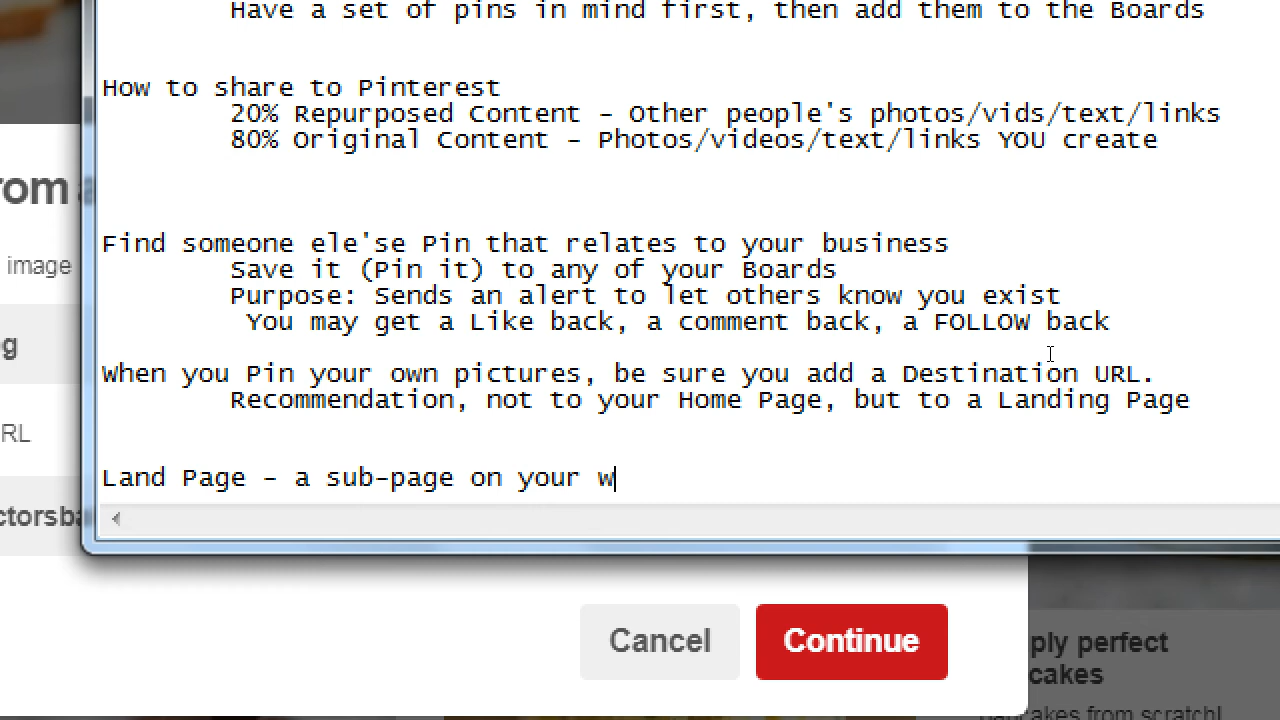 Have a set of pins in mind first, then add them to the Boards
How to share to Pinterest
20% Repurposed Content - Other people's photos/vids/text/links
80% Original Content - Photos/videos/text/links YOU create
rom a
Find someone ele'se Pin that relates to your business
image
Save it (Pin it) to any of your Boards
Purpose: Sends an alert to let others know you exist
You may get a Like back, a comment back, a FOLLOW back
g
When you Pin your own pictures, be sure you add a Destination URL.
Recommendation, not to your Home Page, but to a Landing Page
RL
Land Page - a sub-page on your w
ctorsba
Cancel
Continue
ply perfect
cakes
pancakes from scratch!